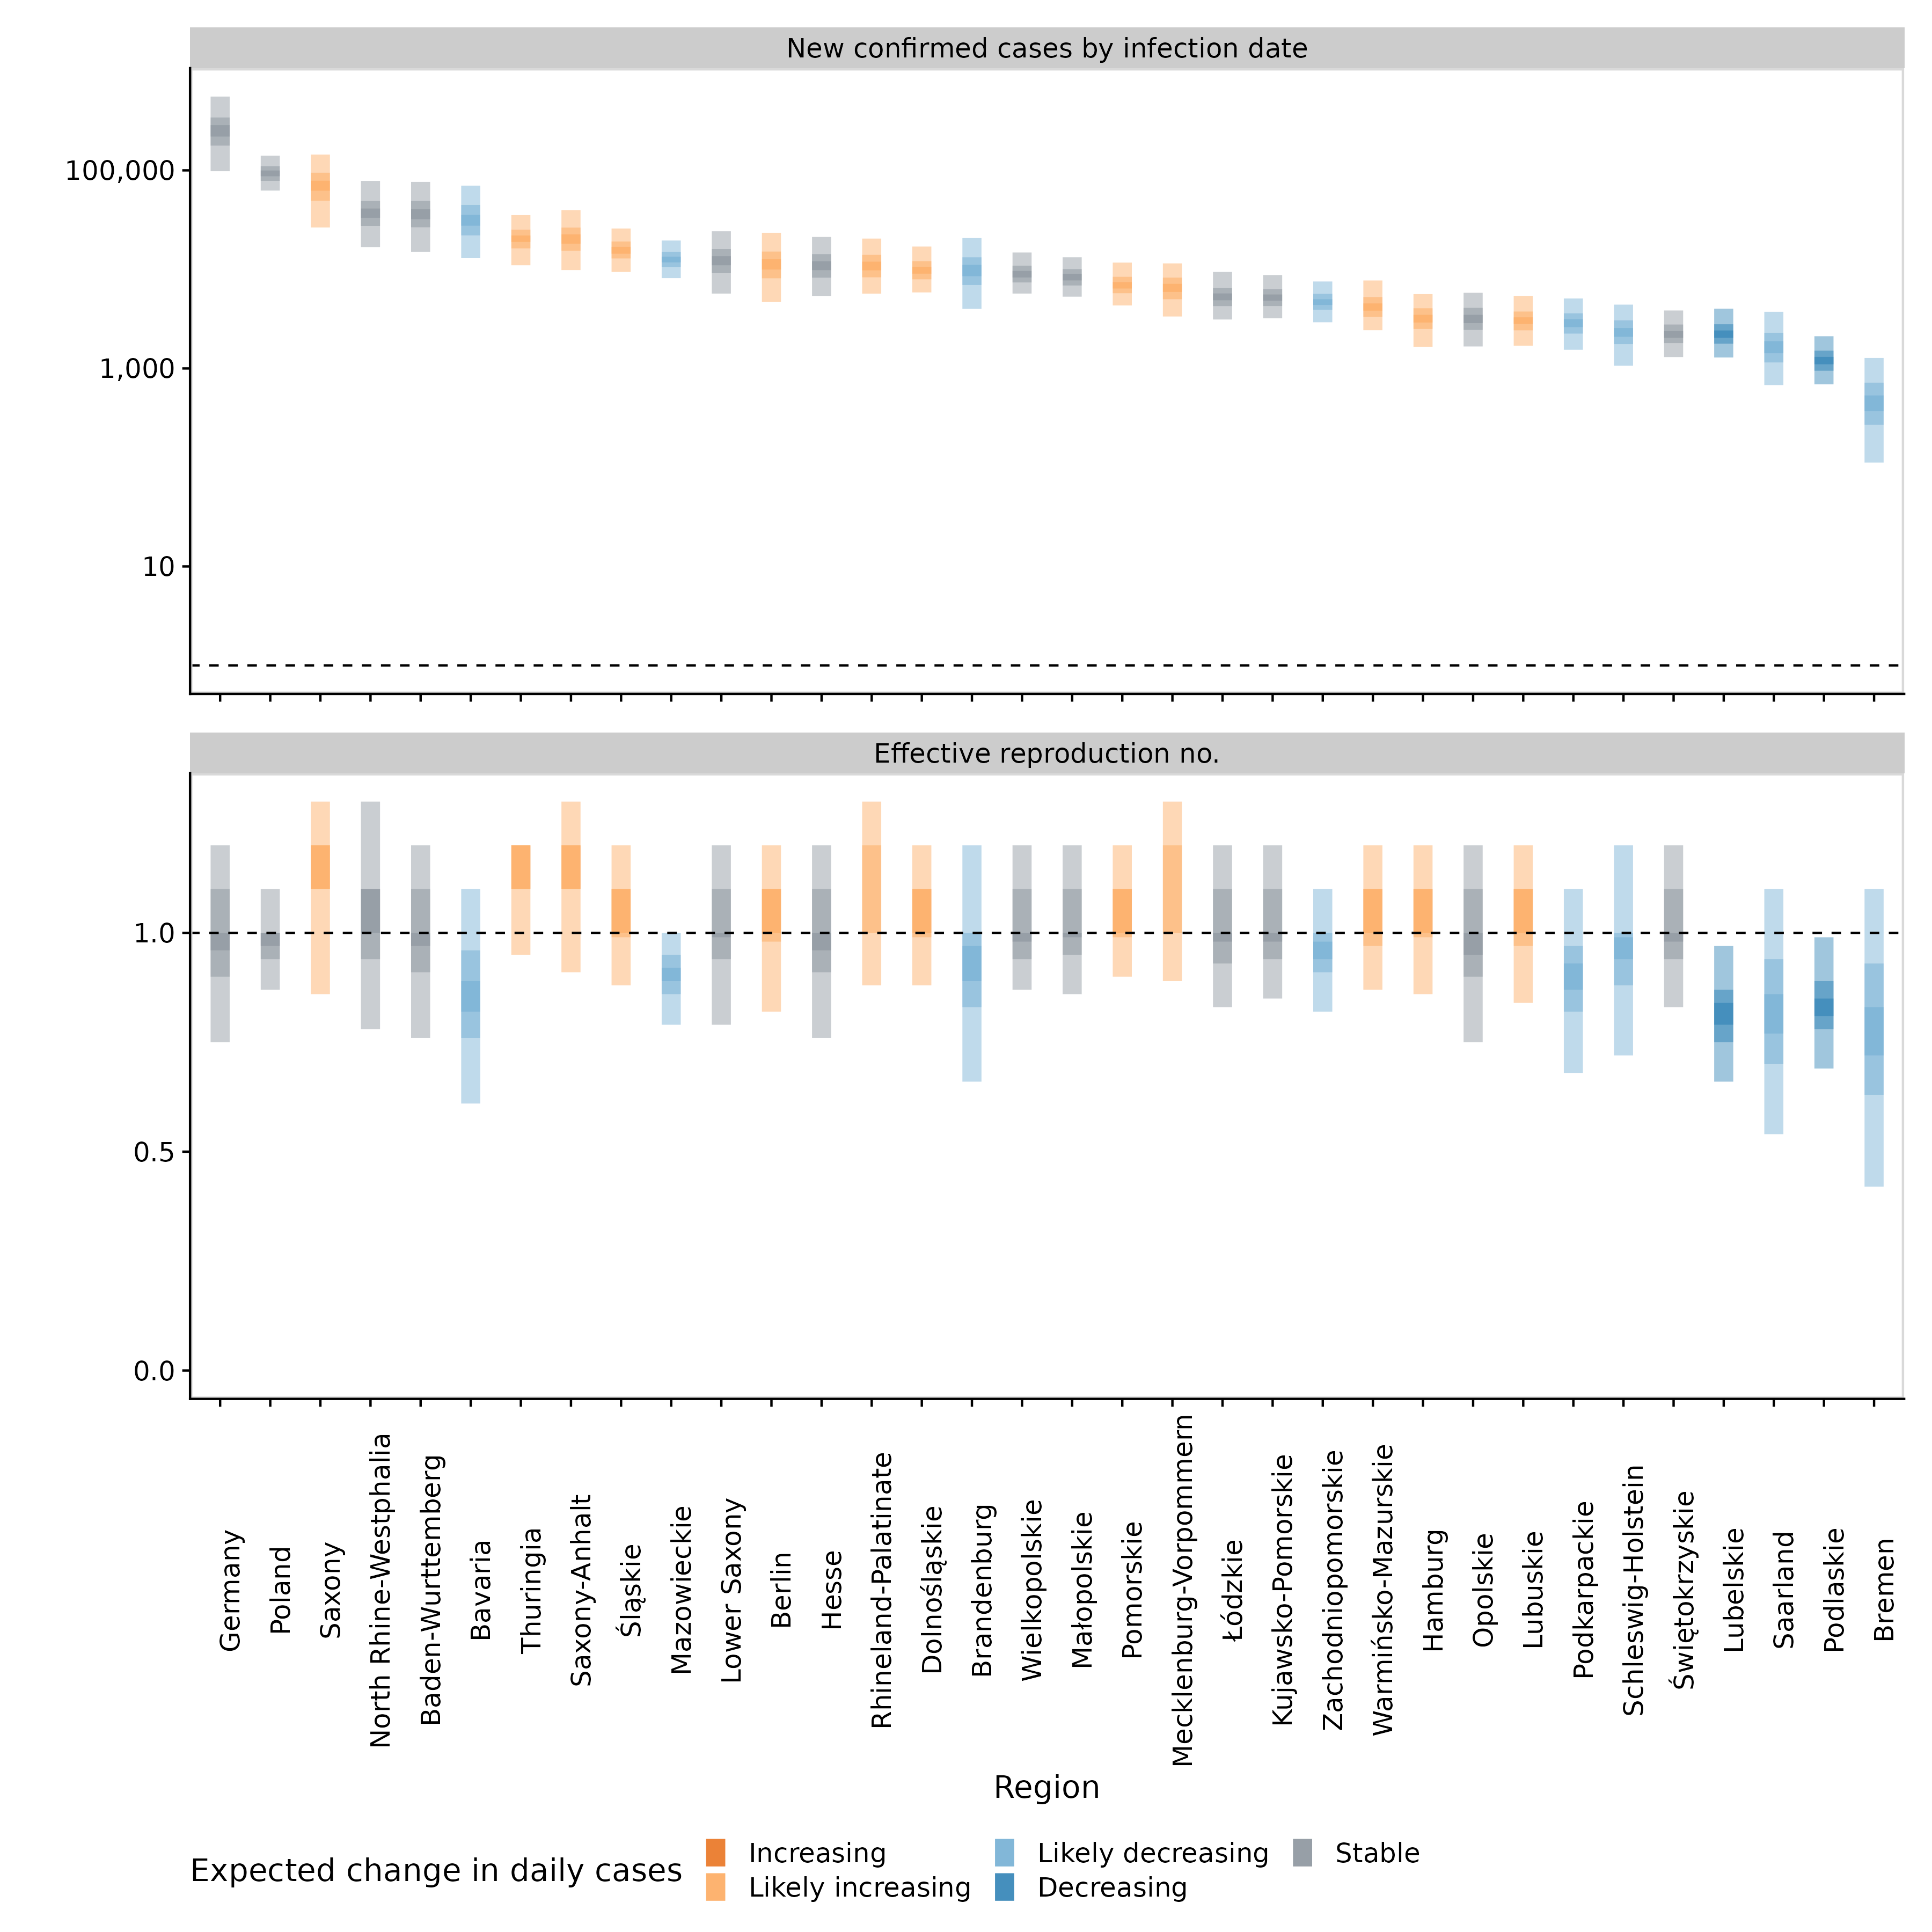 New confirmed cases by infection date
100,000
1,000
10
Effective reproduction no.
1.0
0.5
0.0
Germany
Poland
Saxony
North Rhine-Westphalia
Baden-Wurttemberg
Bavaria
Thuringia
Saxony-Anhalt
Śląskie
Mazowieckie
Lower Saxony
Berlin
Hesse
Rhineland-Palatinate
Dolnośląskie
Brandenburg
Wielkopolskie
Małopolskie
Pomorskie
Mecklenburg-Vorpommern
Łódzkie
Kujawsko-Pomorskie
Zachodniopomorskie
Warmińsko-Mazurskie
Hamburg
Opolskie
Lubuskie
Podkarpackie
Schleswig-Holstein
Świętokrzyskie
Lubelskie
Saarland
Podlaskie
Bremen
Region
Expected change in daily cases
Increasing
Likely increasing
Likely decreasing
Decreasing
Stable